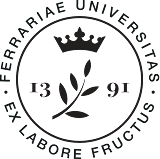 · FERRARIAE UNIVERSITAS ·
13 91
EX LABORE FRUCTUS